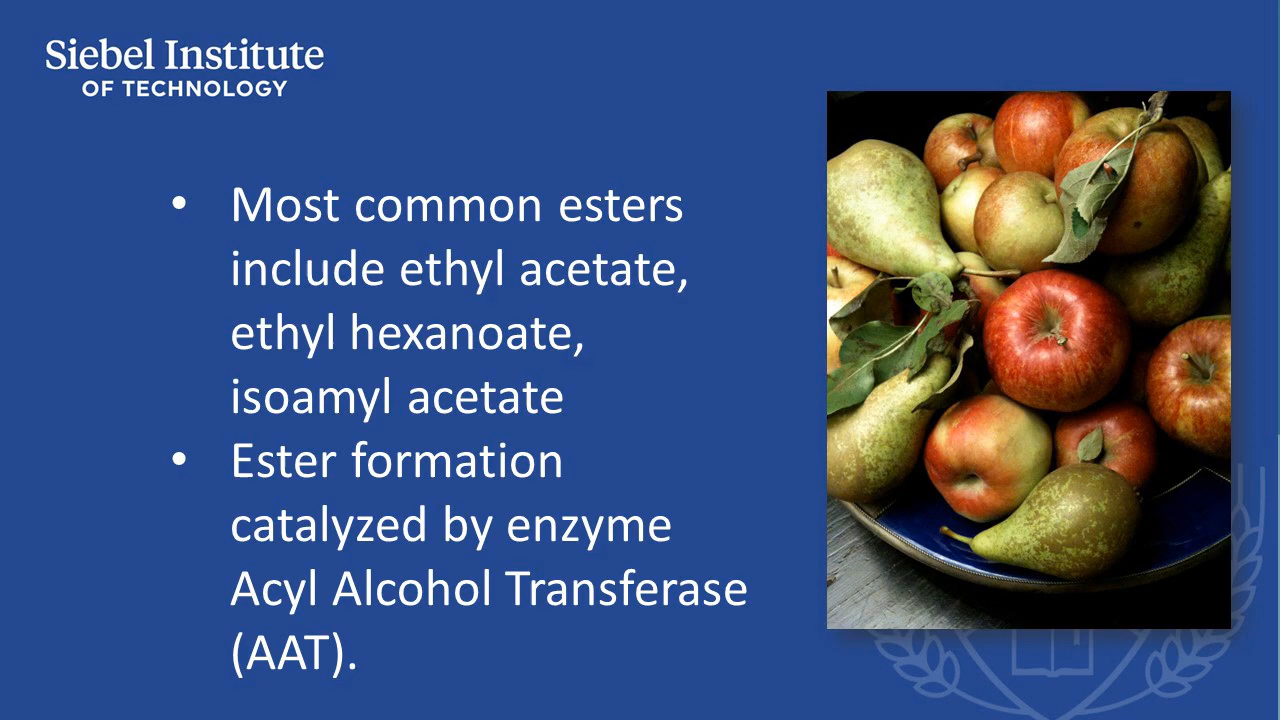 Siebel Institute
OF TECHNOLOGY
• Most common esters
include ethyl acetate,
ethyl hexanoate,
isoamyl acetate
• Ester formation
catalyzed by enzyme
Acyl Alcohol Transferase
(AAT).